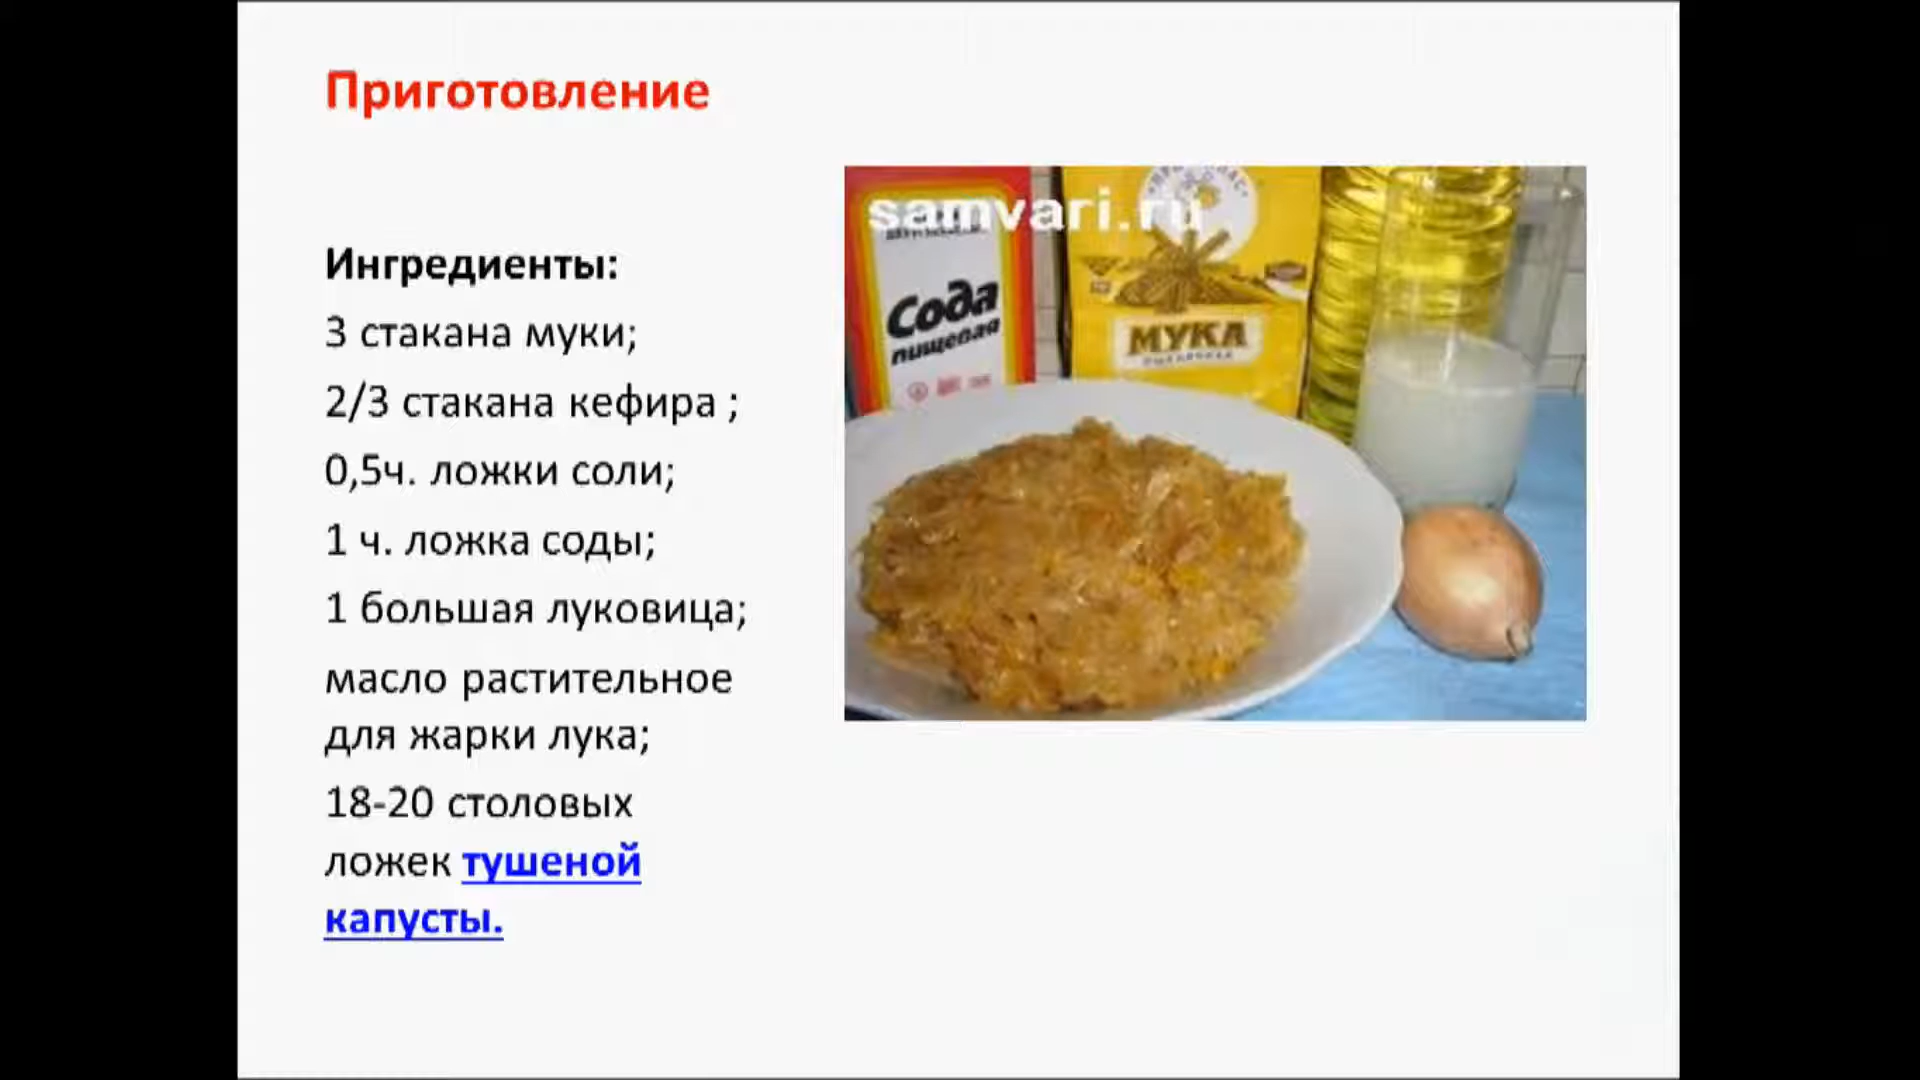 Приготовление
Ингредиенты:
3 стакана муки;
2/3 стакана кефира ;
0,5ч. ложки соли;
1 ч. ложка соды;
1 большая луковица;
масло растительное
для жарки лука;
18-20 столовых
ложек тушеной
капусты.
samvari.ru
Сода
пищевая
МУКА